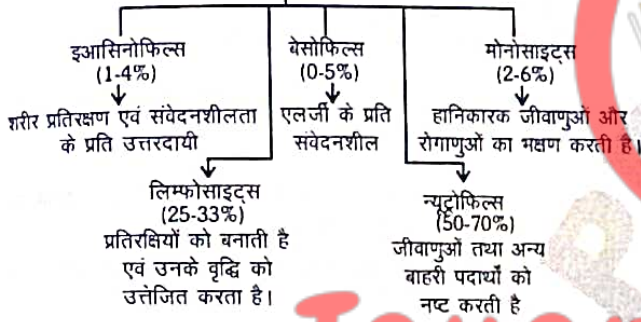 इआसिनोफिल्स
(1-4%)
शरीर प्रतिरक्षण एवं संवेदनशीलता
के प्रति उत्तरदायी
बेसोफिल्स
(0-5%)
एलर्जी के प्रति
संवेदनशील
मोनोसाइट्स
(2-6%)
हानिकारक जीवाणुओं और
रोगाणुओं का भक्षण करती है।
लिम्फोसाइट्स
(25-33%)
प्रतिरक्षियों को बनाती है
एवं उनके वृद्धि को
उत्तेजित करता है।
न्यूट्रोफिल्स
(50-70%)
जीवाणुओं तथा अन्य
बाहरी पदार्थों को
नष्ट करती है